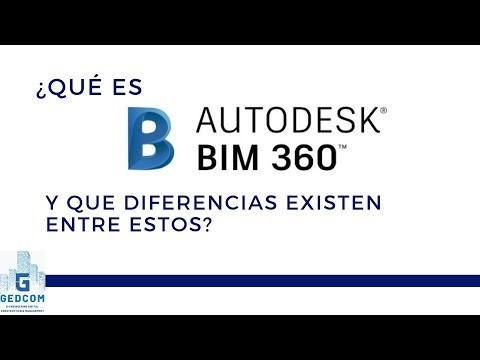 ¿QUÉ ES
B AUTODESK®
BIM 360™
Y QUE DIFERENCIAS EXISTEN
ENTRE ESTOS?
G
GEDCOM